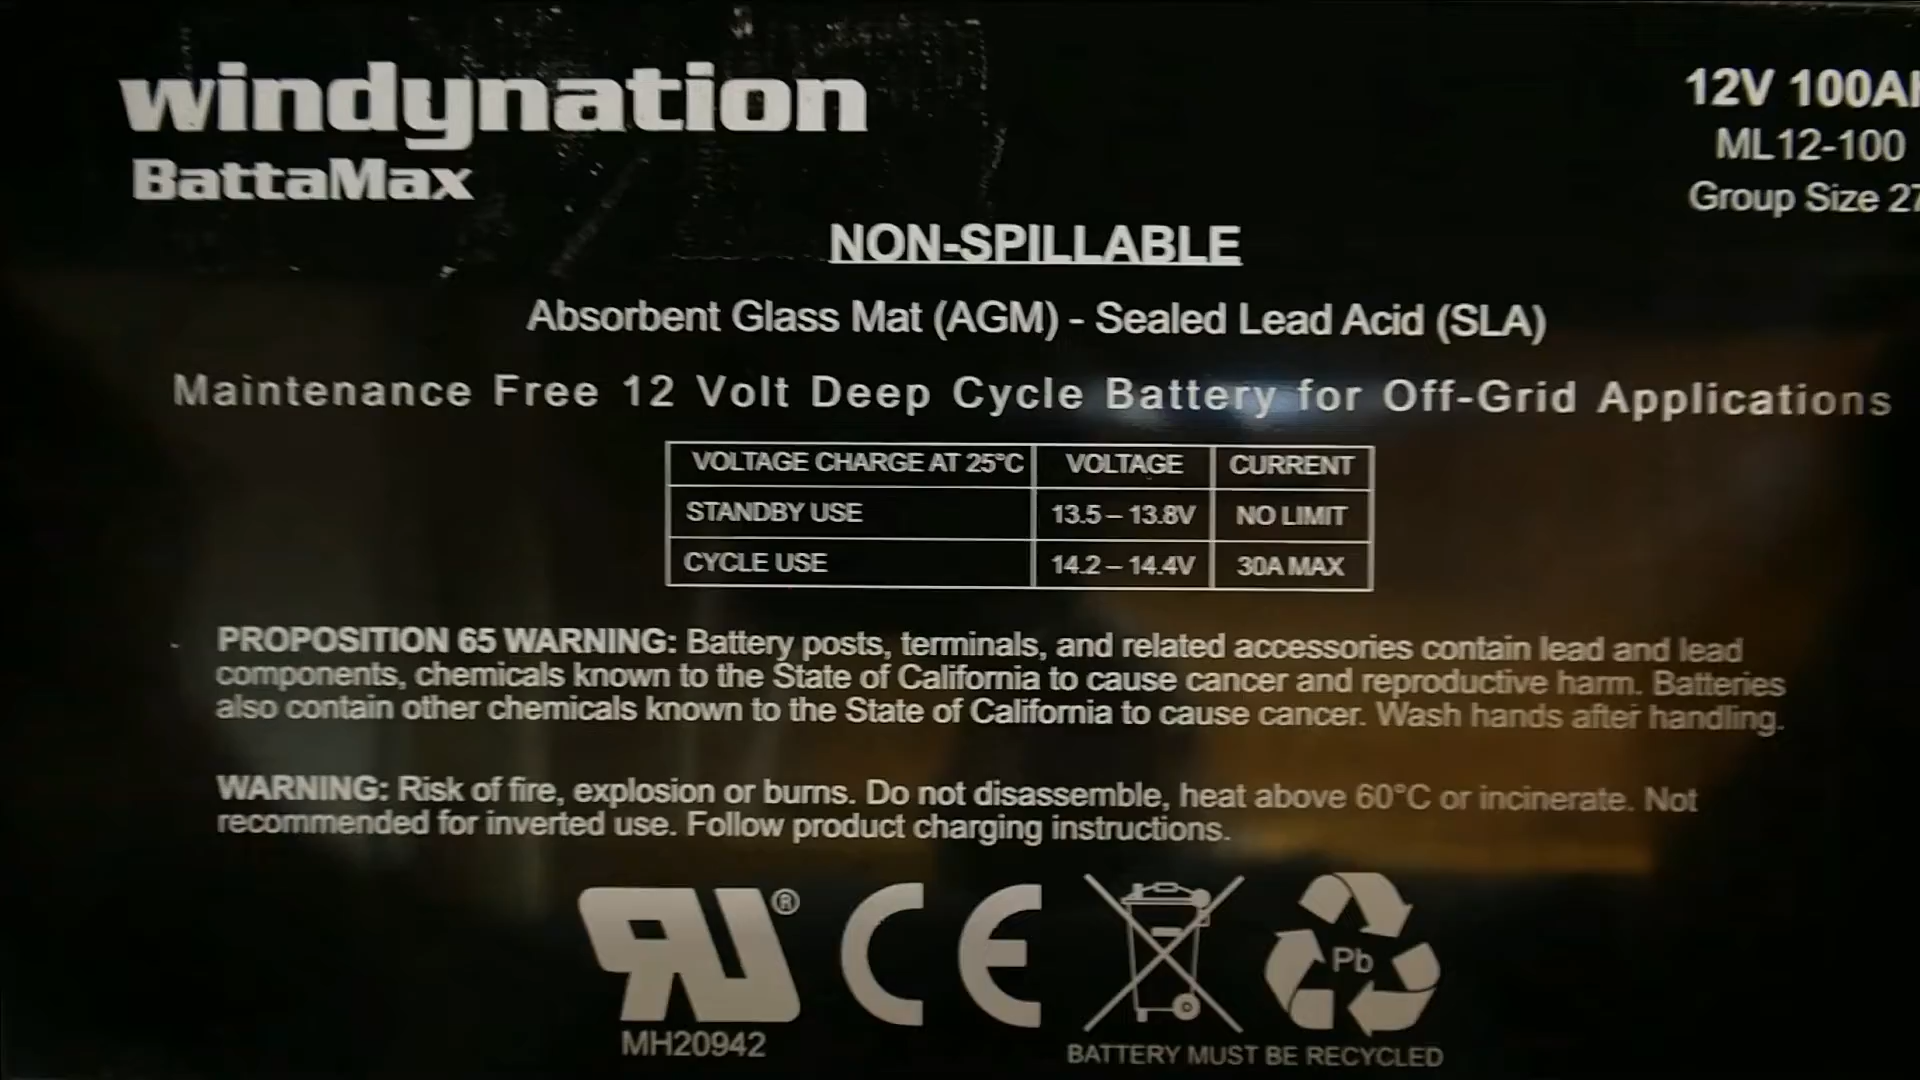 windynation
BattaMax
12V 100Ah
ML12-100
Group Size 27
NON-SPILLABLE
Absorbent Glass Mat (AGM) - Sealed Lead Acid (SLA)
Maintenance Free 12 Volt Deep Cycle Battery for Off-Grid Applications
VOLTAGE CHARGE AT 25°C VOLTAGE CURRENT
STANDBY USE 13.5 – 13.8V NO LIMIT
CYCLE USE 14.2 – 14.4V 30A MAX
PROPOSITION 65 WARNING: Battery posts, terminals, and related accessories contain lead and lead
components, chemicals known to the State of California to cause cancer and reproductive harm. Batteries
also contain other chemicals known to the State of California to cause cancer. Wash hands after handling.
WARNING: Risk of fire, explosion or burns. Do not disassemble, heat above 60°C or incinerate. Not
recommended for inverted use. Follow product charging instructions.
RU®
CE
Pb
MH20942
BATTERY MUST BE RECYCLED